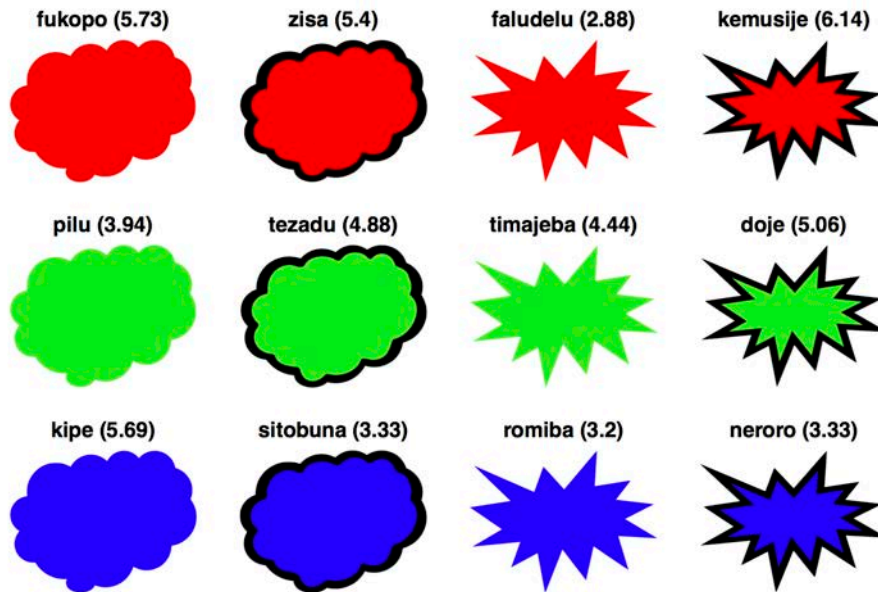 fukopo (5.73) zisa (5.4) faludelu (2.88) kemusije (6.14)
pilu (3.94) tezadu (4.88) timajeba (4.44) doje (5.06)
kipe (5.69) sitobuna (3.33) romiba (3.2) neroro (3.33)